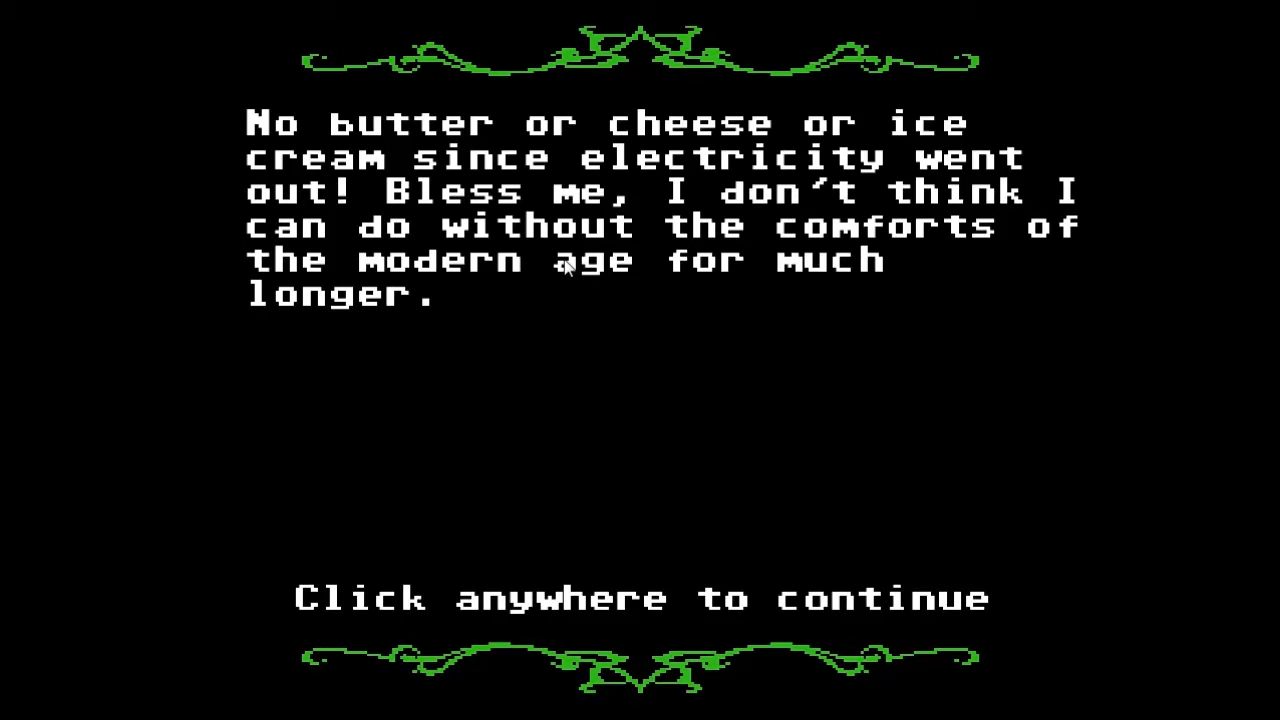 No butter or cheese or ice
cream since electricity went
out! Bless me, I don't think I
can do without the comforts of
the modern age for much
longer.
Click anywhere to continue